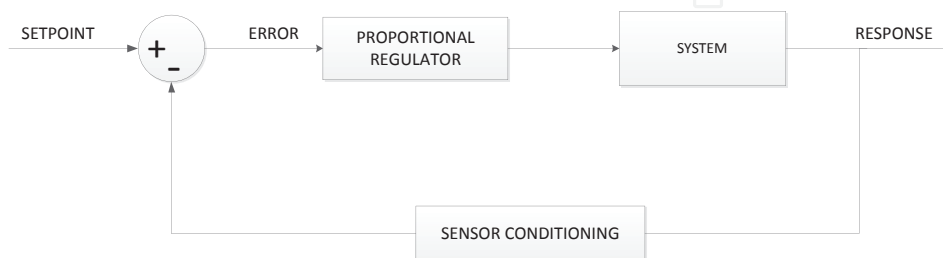 SETPOINT
+
-
ERROR
PROPORTIONAL
REGULATOR
SYSTEM
RESPONSE
SENSOR CONDITIONING